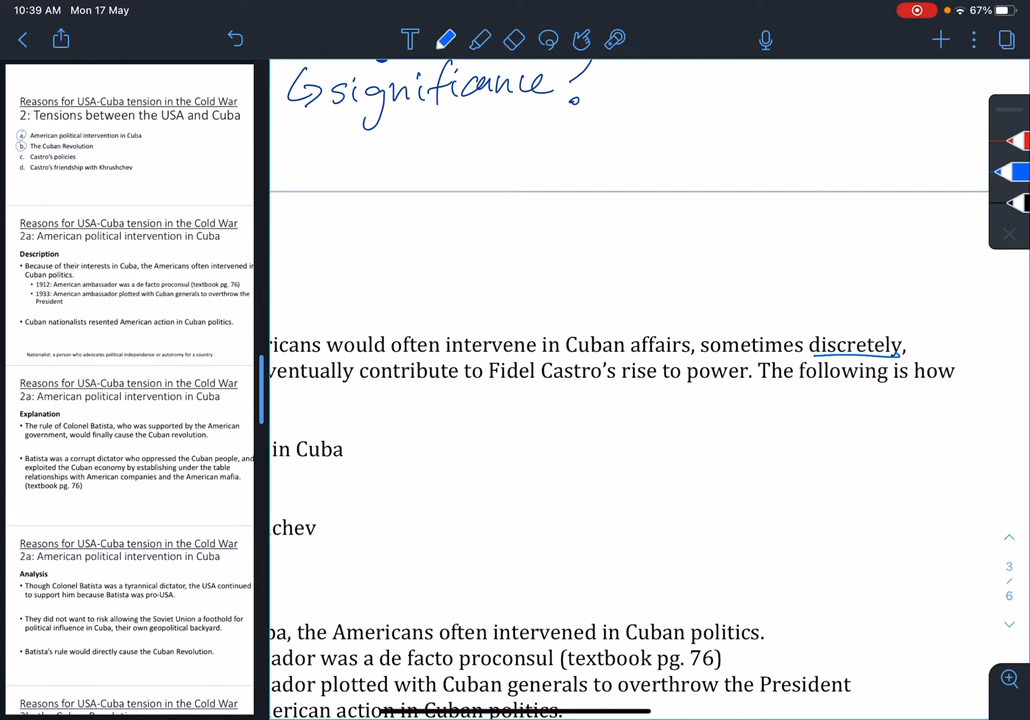 10:39 AM Mon 17 May
67%
Reasons for USA-Cuba tension in the Cold War
2: Tensions between the USA and Cuba
a. American political intervention in Cuba
b. The Cuban Revolution
c. Castro's policies
d. Castro's friendship with Khrushchev
Reasons for USA-Cuba tension in the Cold War
2a: American political intervention in Cuba
Description
• Because of their interests in Cuba, the Americans often intervened in
Cuban politics.
• 1912: American ambassador was a de facto proconsul (textbook pg. 76)
• 1933: American ambassador plotted with Cuban generals to overthrow the
President
• Cuban nationalists resented American action in Cuban politics.
Nationalist: a person who advocates political independence or autonomy for a country
Reasons for USA-Cuba tension in the Cold War
2a: American political intervention in Cuba
Explanation
• The rule of Colonel Batista, who was supported by the American
government, would finally cause the Cuban revolution.
• Batista was a corrupt dictator who oppressed the Cuban people, and
exploited the Cuban economy by establishing under the table
relationships with American companies and the American mafia.
(textbook pg. 76)
Reasons for USA-Cuba tension in the Cold War
2a: American political intervention in Cuba
Analysis
• Though Colonel Batista was a tyrannical dictator, the USA continued
to support him because Batista was pro-USA.
• They did not want to risk allowing the Soviet Union a foothold for
political influence in Cuba, their own geopolitical backyard.
• Batista's rule would directly cause the Cuban Revolution.
Reasons for USA-Cuba tension in the Cold War
↳ significance?
ricans would often intervene in Cuban affairs, sometimes discretely,
ventually contribute to Fidel Castro's rise to power. The following is how
in Cuba
chev
ba, the Americans often intervened in Cuban politics.
ador was a de facto proconsul (textbook pg. 76)
ador plotted with Cuban generals to overthrow the President
erican action in Cuban politics.
3
/
6